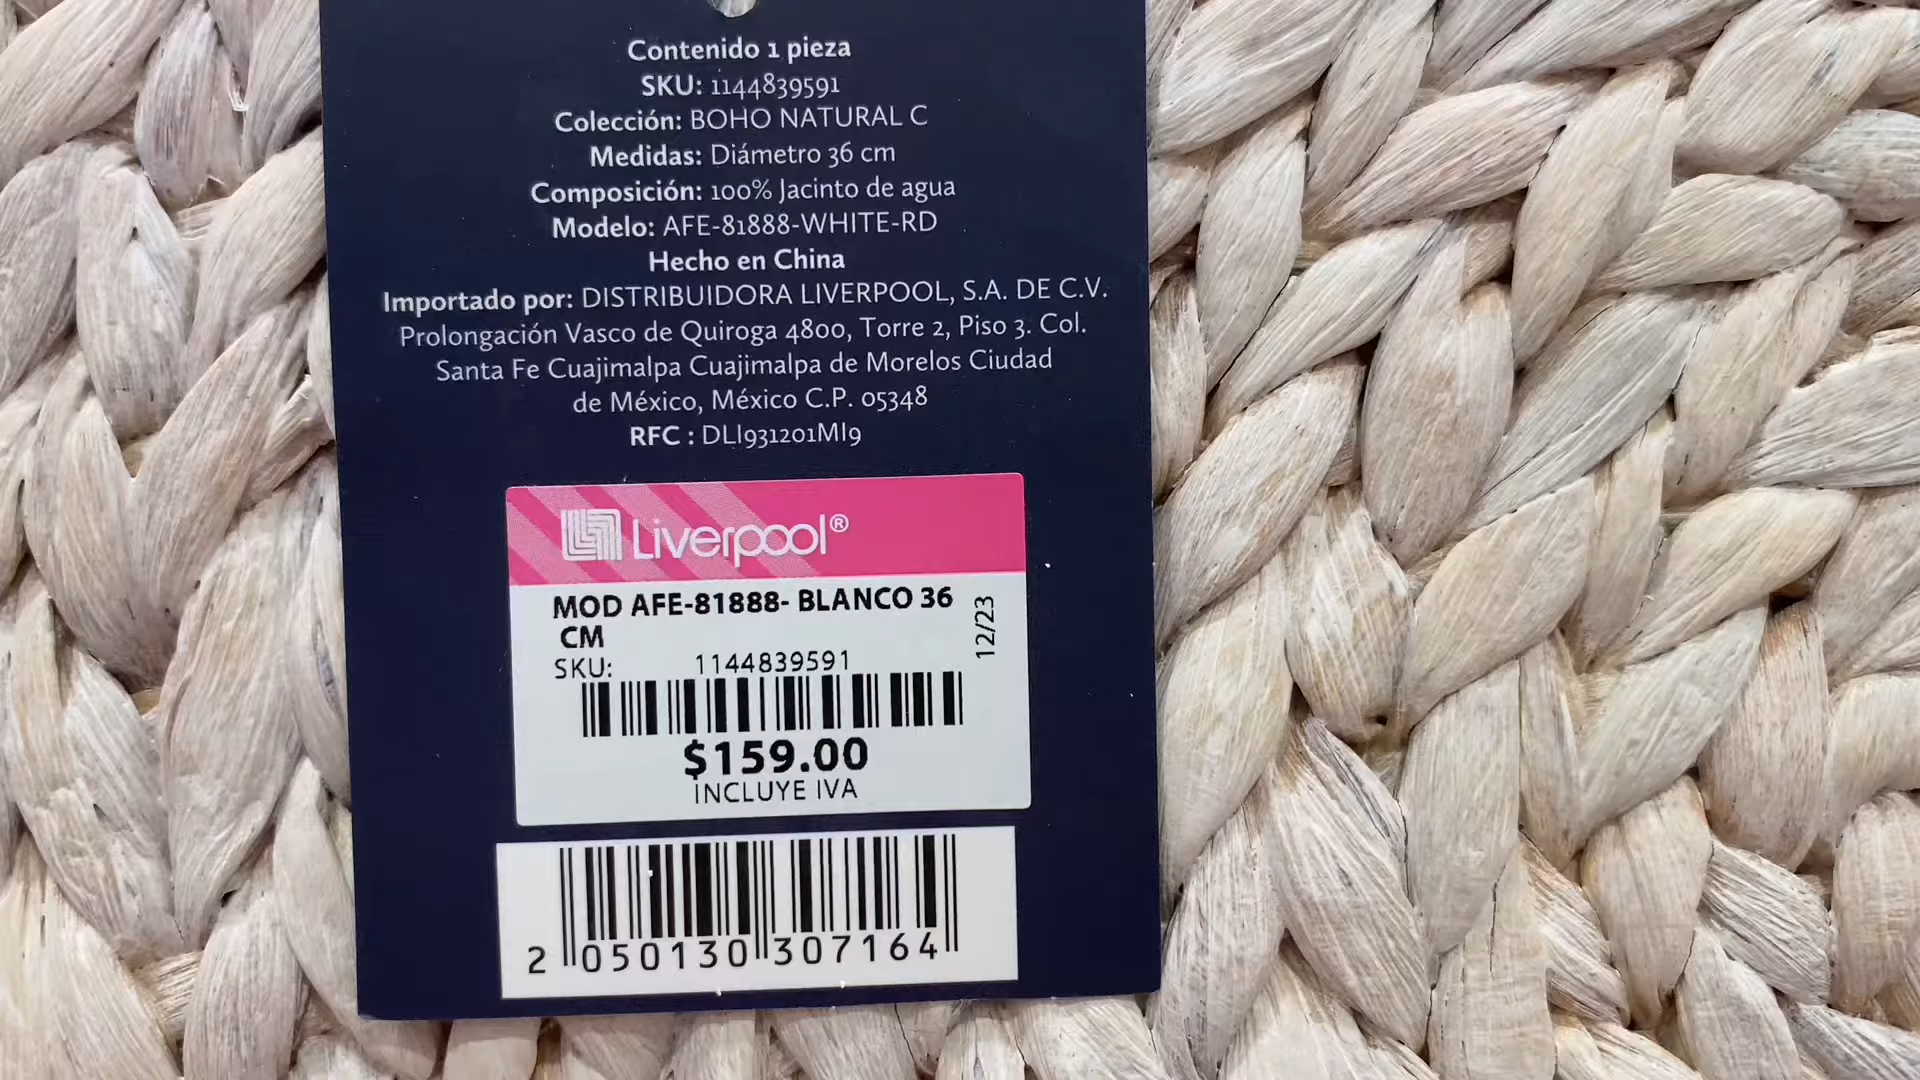 Contenido 1 pieza
SKU: 1144839591
Colección: BOHO NATURAL C
Medidas: Diámetro 36 cm
Composición: 100% Jacinto de agua
Modelo: AFE-81888-WHITE-RD
Hecho en China
Importado por: DISTRIBUIDORA LIVERPOOL, S.A. DE C.V.
Prolongación Vasco de Quiroga 4800, Torre 2, Piso 3. Col.
Santa Fe Cuajimalpa Cuajimalpa de Morelos Ciudad
de México, México C.P. 05348
RFC : DLI931201MI9
Liverpool®
MOD AFE-81888- BLANCO 36
CM
12/23
SKU: 1144839591
$159.00
INCLUYE IVA
2 050130 307164